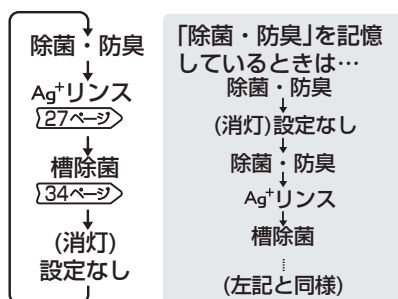 除菌・防臭
Ag⁺リンス
27ページ
槽除菌
34ページ
(消灯)
設定なし
「除菌・防臭」を記憶
しているときは…
除菌・防臭
(消灯)設定なし
除菌・防臭
Ag⁺リンス
槽除菌
(左記と同様)